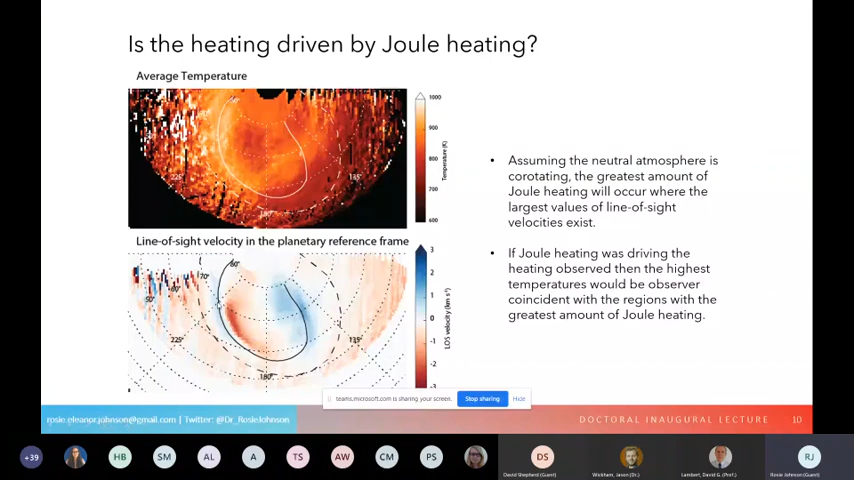 Is the heating driven by Joule heating?
Average Temperature
1000
900
800
700
600
Temperature (K)
225°
135°
180°
Line-of-sight velocity in the planetary reference frame
80°
70°
60°
50°
225°
135°
180°
3
2
1
0
-1
-2
-3
LOS velocity (km s⁻¹)
• Assuming the neutral atmosphere is
corotating, the greatest amount of
Joule heating will occur where the
largest values of line-of-sight
velocities exist.
• If Joule heating was driving the
heating observed then the highest
temperatures would be observer
coincident with the regions with the
greatest amount of Joule heating.
teams.microsoft.com is sharing your screen.
Stop sharing
Hide
rosie.eleanor.johnson@gmail.com | Twitter: @Dr_RosieJohnson
DOCTORAL INAUGURAL LECTURE 10
+39
HB
SM
AL
A
TS
AW
CM
PS
DS
RJ
David Shepherd (Guest)
Wickham, Jason (Dr.)
Lambert, David G. (Prof.)
Rosie Johnson (Guest)